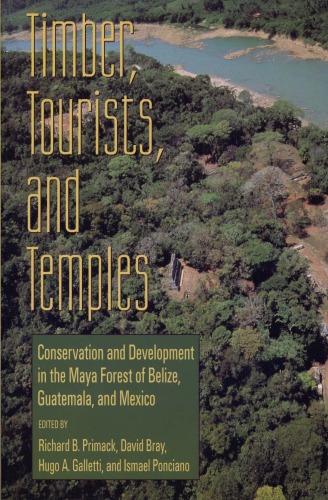 Timber,
Tourists,
and
Temples
Conservation and Development
in the Maya Forest of Belize,
Guatemala, and Mexico
EDITED BY
Richard B. Primack, David Bray,
Hugo A. Galletti, and Ismael Ponciano